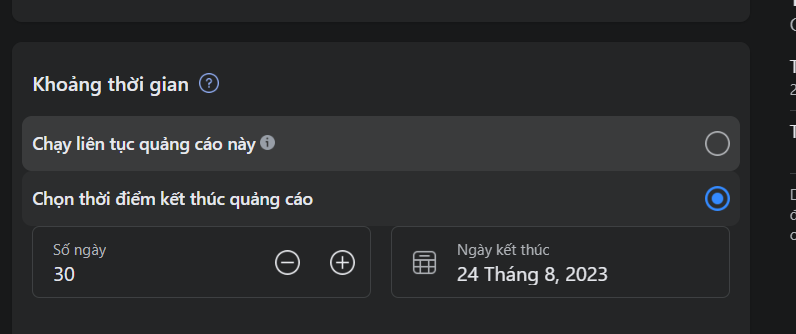 Khoảng thời gian
Chạy liên tục quảng cáo này
Chọn thời điểm kết thúc quảng cáo
Số ngày
30
Ngày kết thúc
24 Tháng 8, 2023